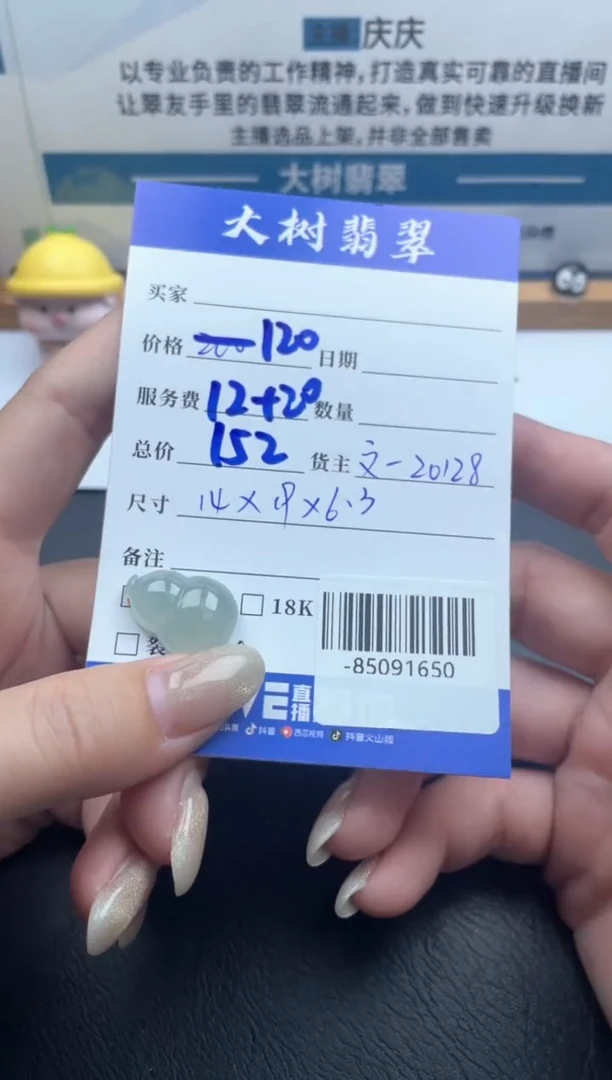 主播 庆庆
以专业负责的工作精神，打造真实可靠的直播间
让翠友手里的翡翠流通起来，做到快速升级换新
主播选品上架，并非全部售卖
大树翡翠
大树翡翠
买家
价格 120 日期
服务费 12+20 数量
总价 152 货主 文-20128
尺寸 14×9×6.3
备注
18K
裂
-85091650
直播
抖音 西瓜视频 抖音火山版